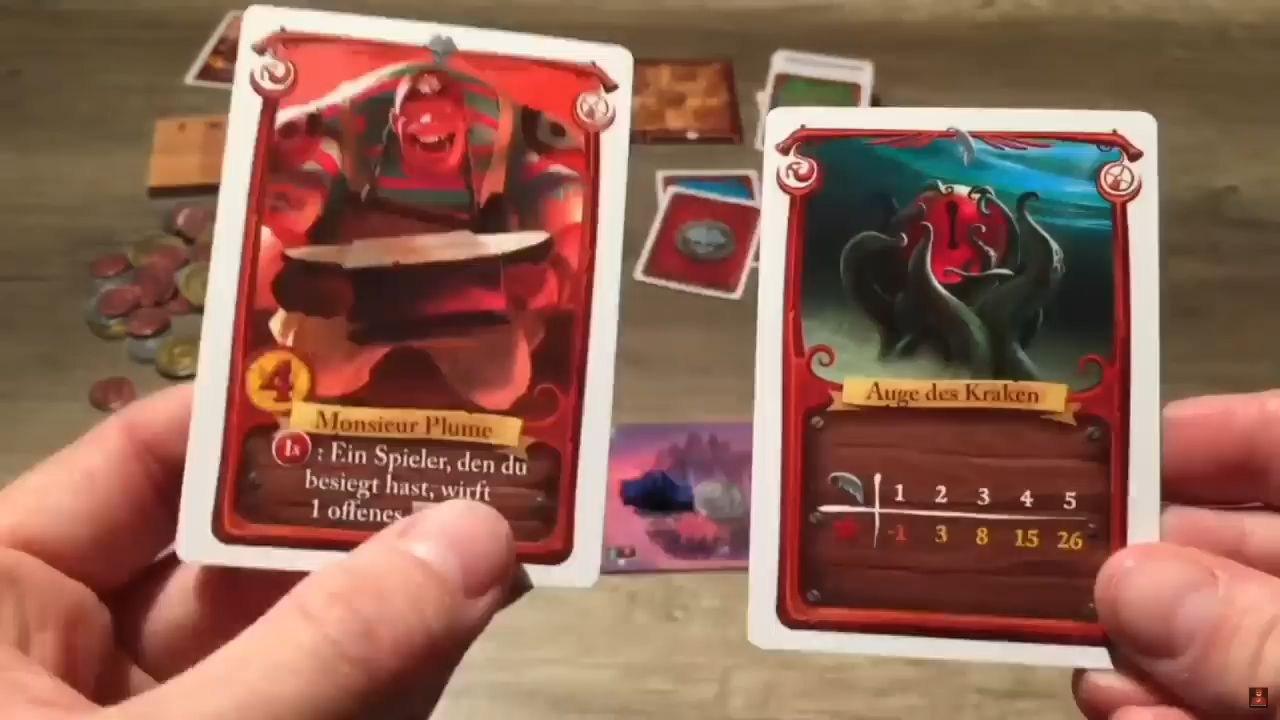 4
Monsieur Plume
1x : Ein Spieler, den du
besiegt hast, wirft
1 offenes
Auge des Kraken
1 2 3 4 5
-1 3 8 15 26